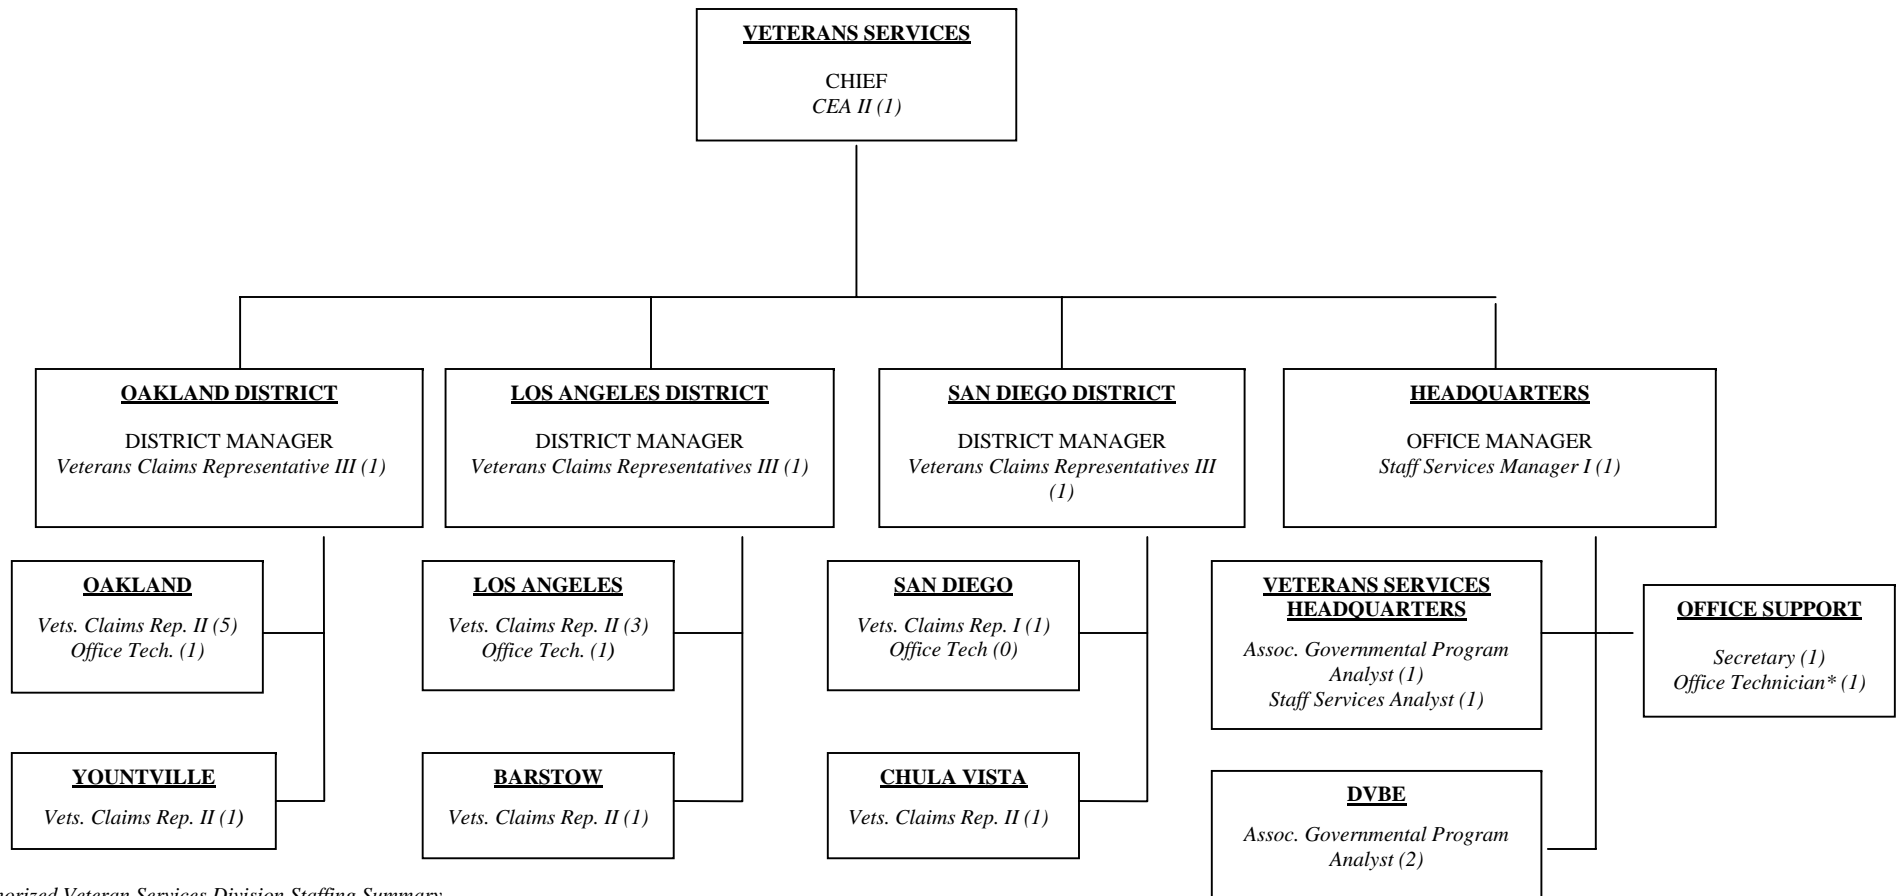 VETERANS SERVICES
CHIEF
CEA II (1)
OAKLAND DISTRICT
DISTRICT MANAGER
Veterans Claims Representative III (1)
LOS ANGELES DISTRICT
DISTRICT MANAGER
Veterans Claims Representatives III (1)
SAN DIEGO DISTRICT
DISTRICT MANAGER
Veterans Claims Representatives III
(1)
HEADQUARTERS
OFFICE MANAGER
Staff Services Manager I (1)
OAKLAND
Vets. Claims Rep. II (5)
Office Tech. (1)
LOS ANGELES
Vets. Claims Rep. II (3)
Office Tech. (1)
SAN DIEGO
Vets. Claims Rep. I (1)
Office Tech (0)
VETERANS SERVICES
HEADQUARTERS
Assoc. Governmental Program
Analyst (1)
Staff Services Analyst (1)
OFFICE SUPPORT
Secretary (1)
Office Technician* (1)
YOUNTVILLE
Vets. Claims Rep. II (1)
BARSTOW
Vets. Claims Rep. II (1)
CHULA VISTA
Vets. Claims Rep. II (1)
DVBE
Assoc. Governmental Program
Analyst (2)
Veteran Services Division Staffing Summary